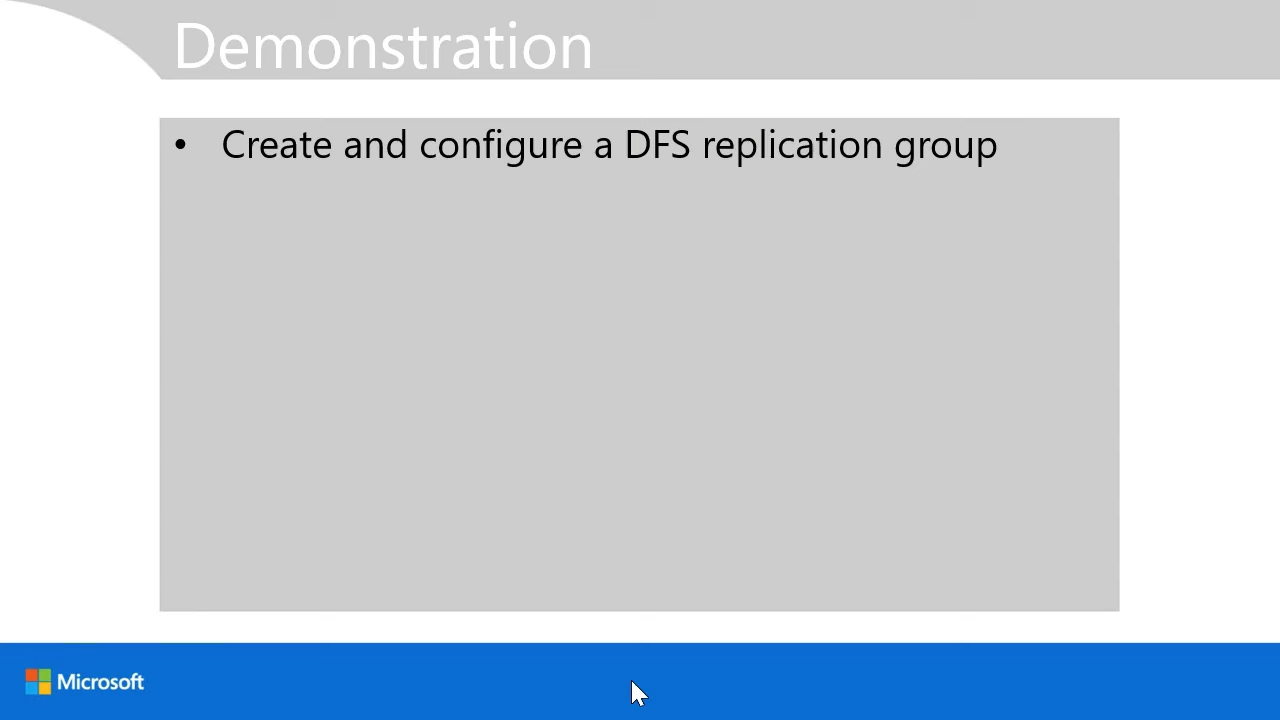 Demonstration
• Create and configure a DFS replication group
Microsoft